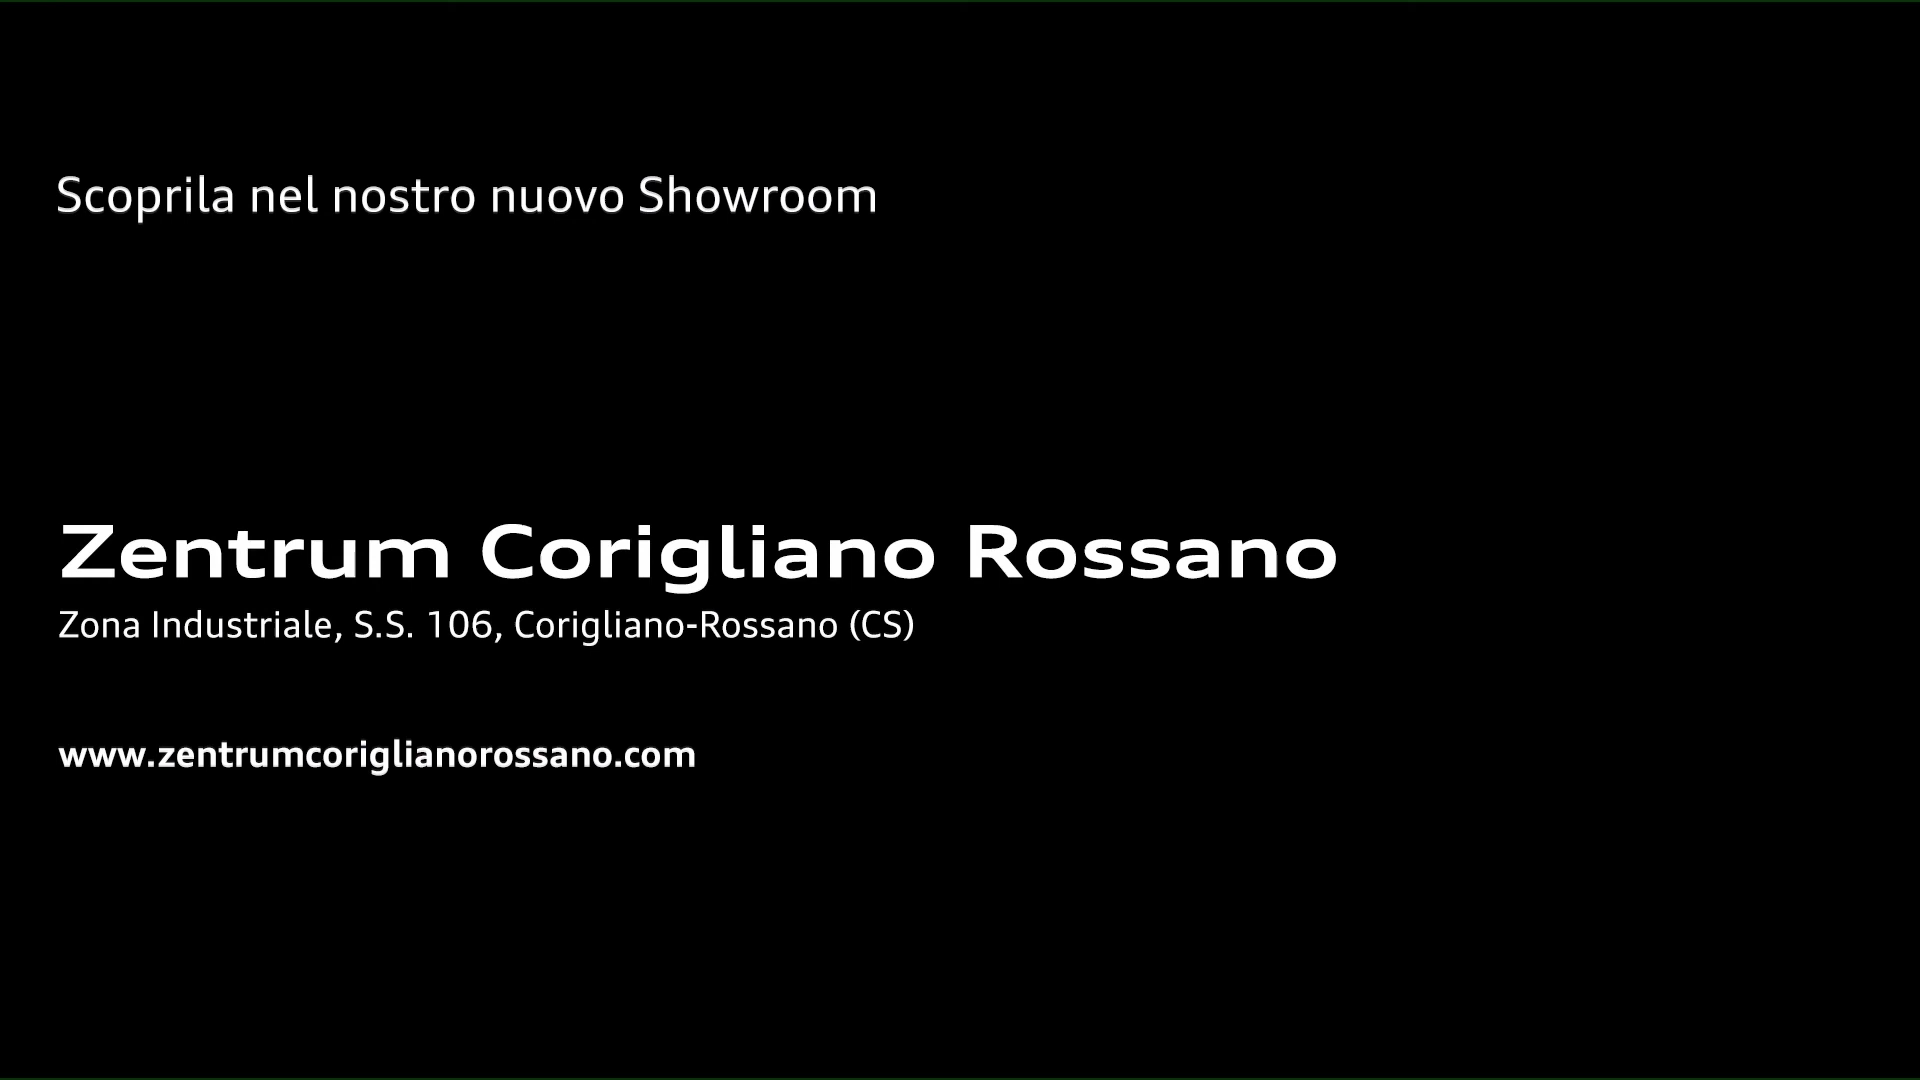 Scoprila nel nostro nuovo Showroom
Zentrum Corigliano Rossano
Zona Industriale, S.S. 106, Corigliano-Rossano (CS)
www.zentrumcoriglianorossano.com